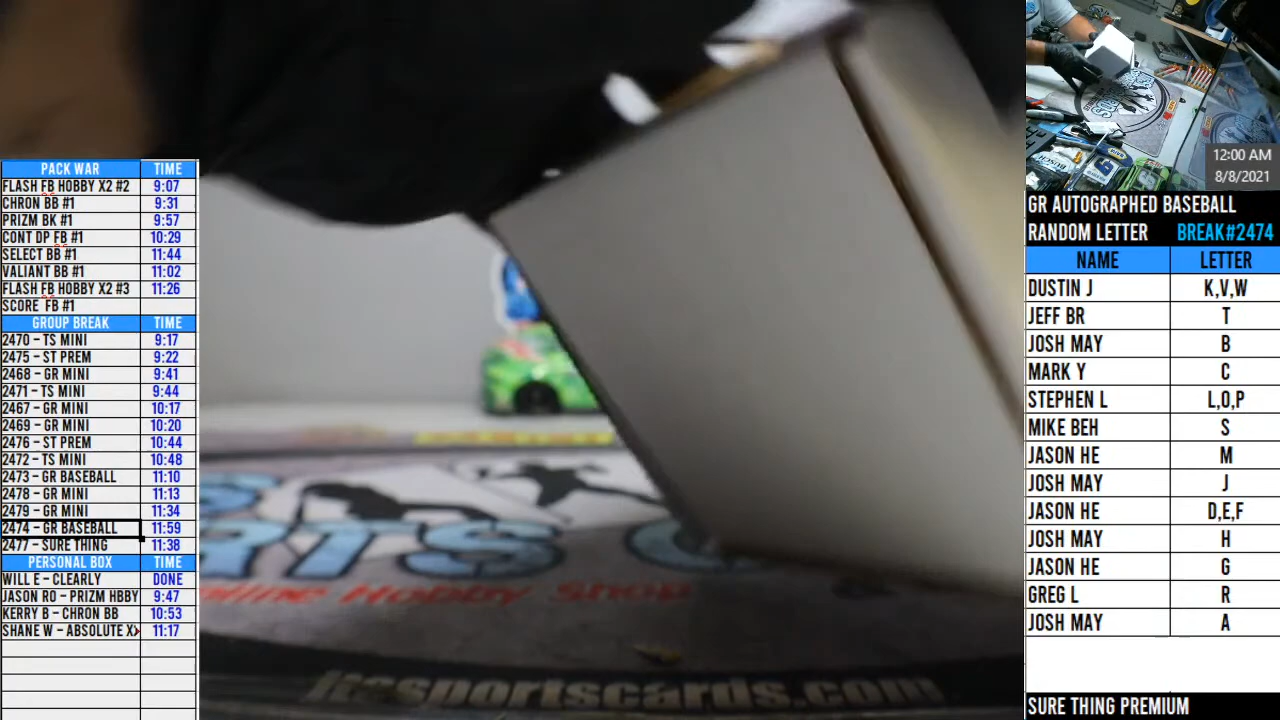 PACK WAR TIME
FLASH FB HOBBY X2 #2 9:07
CHRON BB #1 9:31
PRIZM BK #1 9:57
CONT DP FB #1 10:29
SELECT BB #1 11:44
VALIANT BB #1 11:02
FLASH FB HOBBY X2 #3 11:26
SCORE FB #1
GROUP BREAK TIME
2470 – TS MINI 9:17
2475 – ST PREM 9:22
2468 – GR MINI 9:41
2471 – TS MINI 9:44
2467 – GR MINI 10:17
2469 – GR MINI 10:20
2476 – ST PREM 10:44
2472 – TS MINI 10:48
2473 – GR BASEBALL 11:10
2478 – GR MINI 11:13
2479 – GR MINI 11:34
2474 – GR BASEBALL 11:59
2477 – SURE THING 11:38
PERSONAL BOX TIME
WILL E – CLEARLY DONE
JASON RO – PRIZM HBBY 9:47
KERRY B – CHRON BB 10:53
SHANE W – ABSOLUTE X 11:17
RTS
nline Hobby Shop
itcsportscards.com
12:00 AM
8/8/2021
GR AUTOGRAPHED BASEBALL
RANDOM LETTER BREAK#2474
NAME LETTER
DUSTIN J K,V,W
JEFF BR T
JOSH MAY B
MARK Y C
STEPHEN L L,O,P
MIKE BEH S
JASON HE M
JOSH MAY J
JASON HE D,E,F
JOSH MAY H
JASON HE G
GREG L R
JOSH MAY A
SURE THING PREMIUM